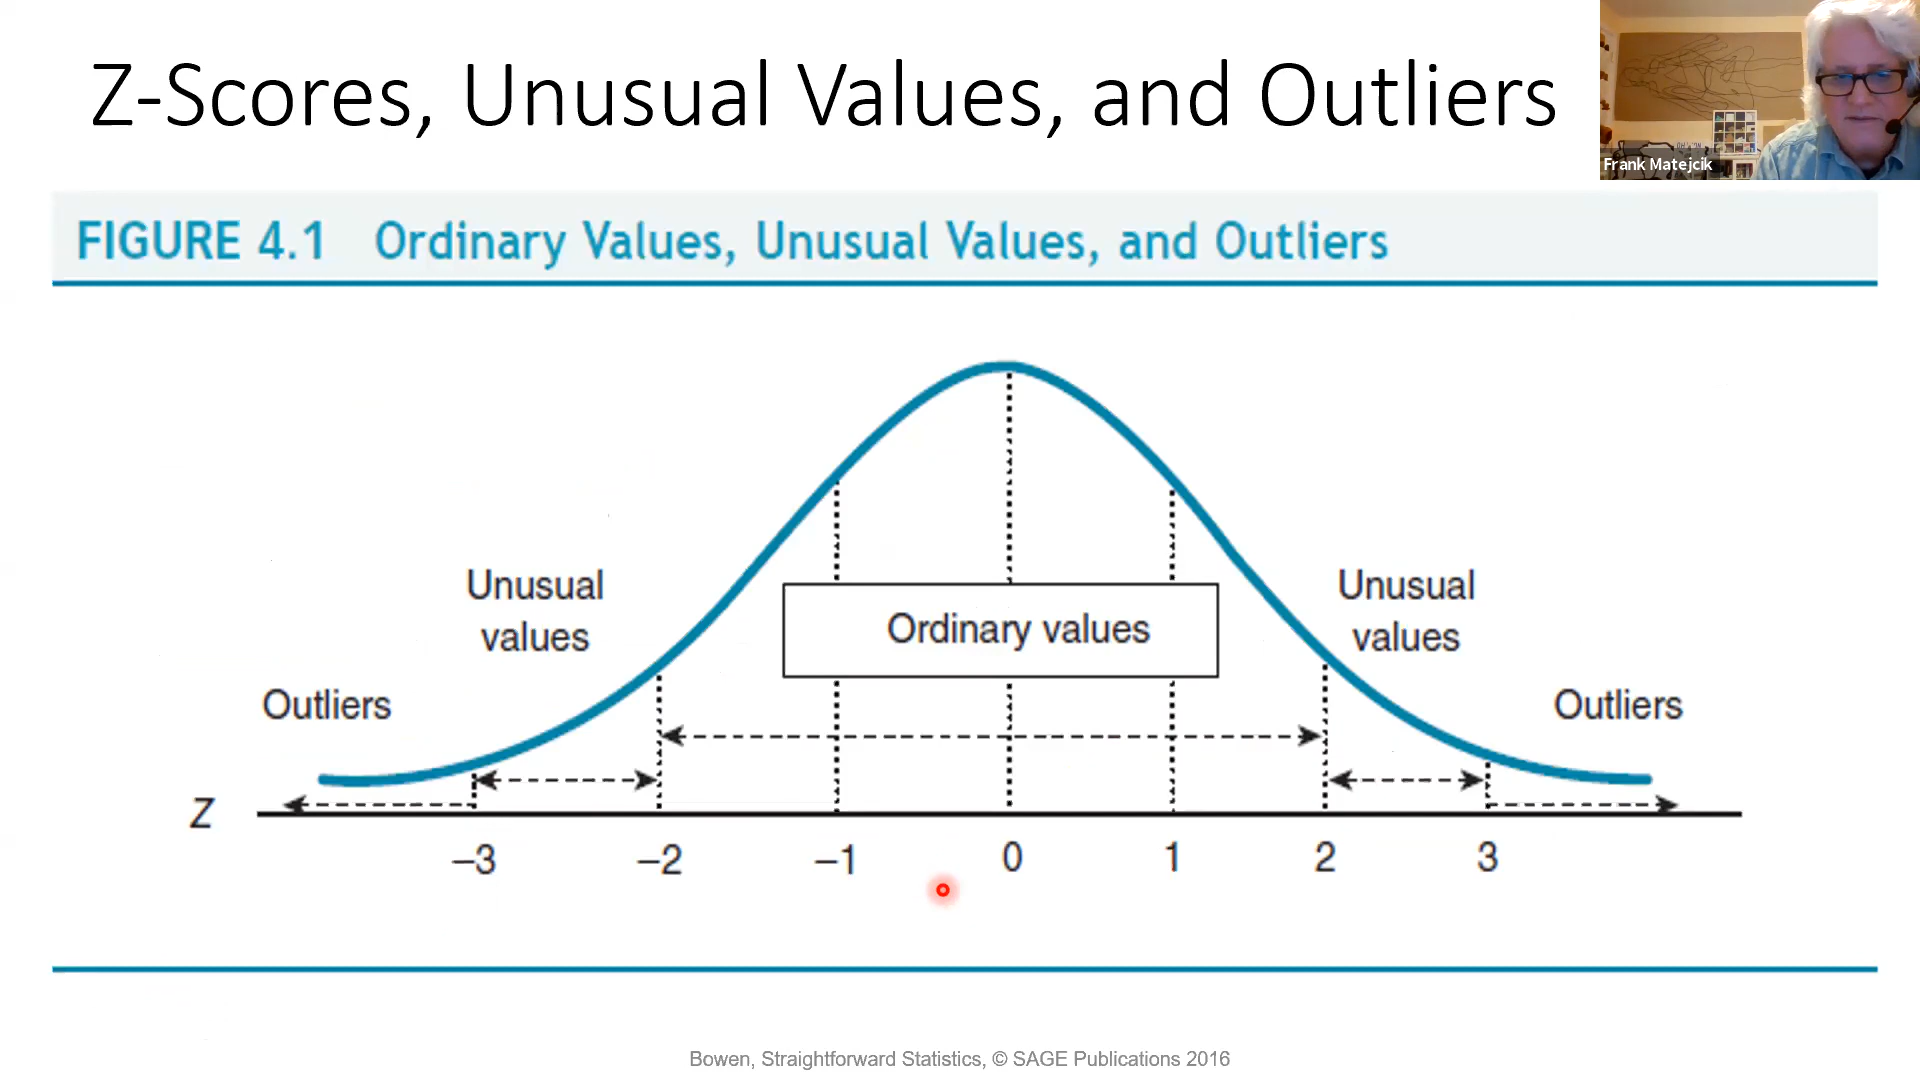 Z-Scores, Unusual Values, and Outliers
Frank Matejcik
FIGURE 4.1 Ordinary Values, Unusual Values, and Outliers
Unusual
values
Ordinary values
Unusual
values
Outliers
Outliers
Z
–3 –2 –1 0 1 2 3
Bowen, Straightforward Statistics, © SAGE Publications 2016